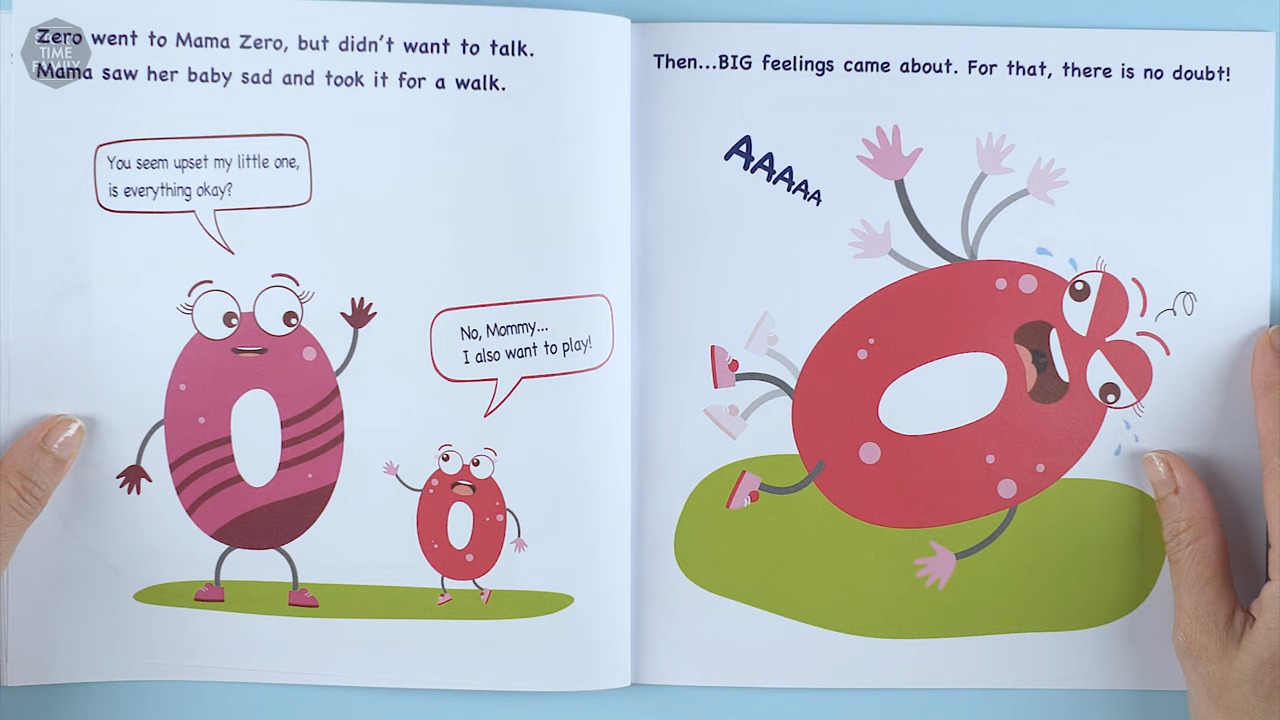 Zero went to Mama Zero, but didn't want to talk.
Mama saw her baby sad and took it for a walk.
You seem upset my little one,
is everything okay?
No, Mommy...
I also want to play!
Then...BIG feelings came about. For that, there is no doubt!
AAAAA
TIME
FAMILY